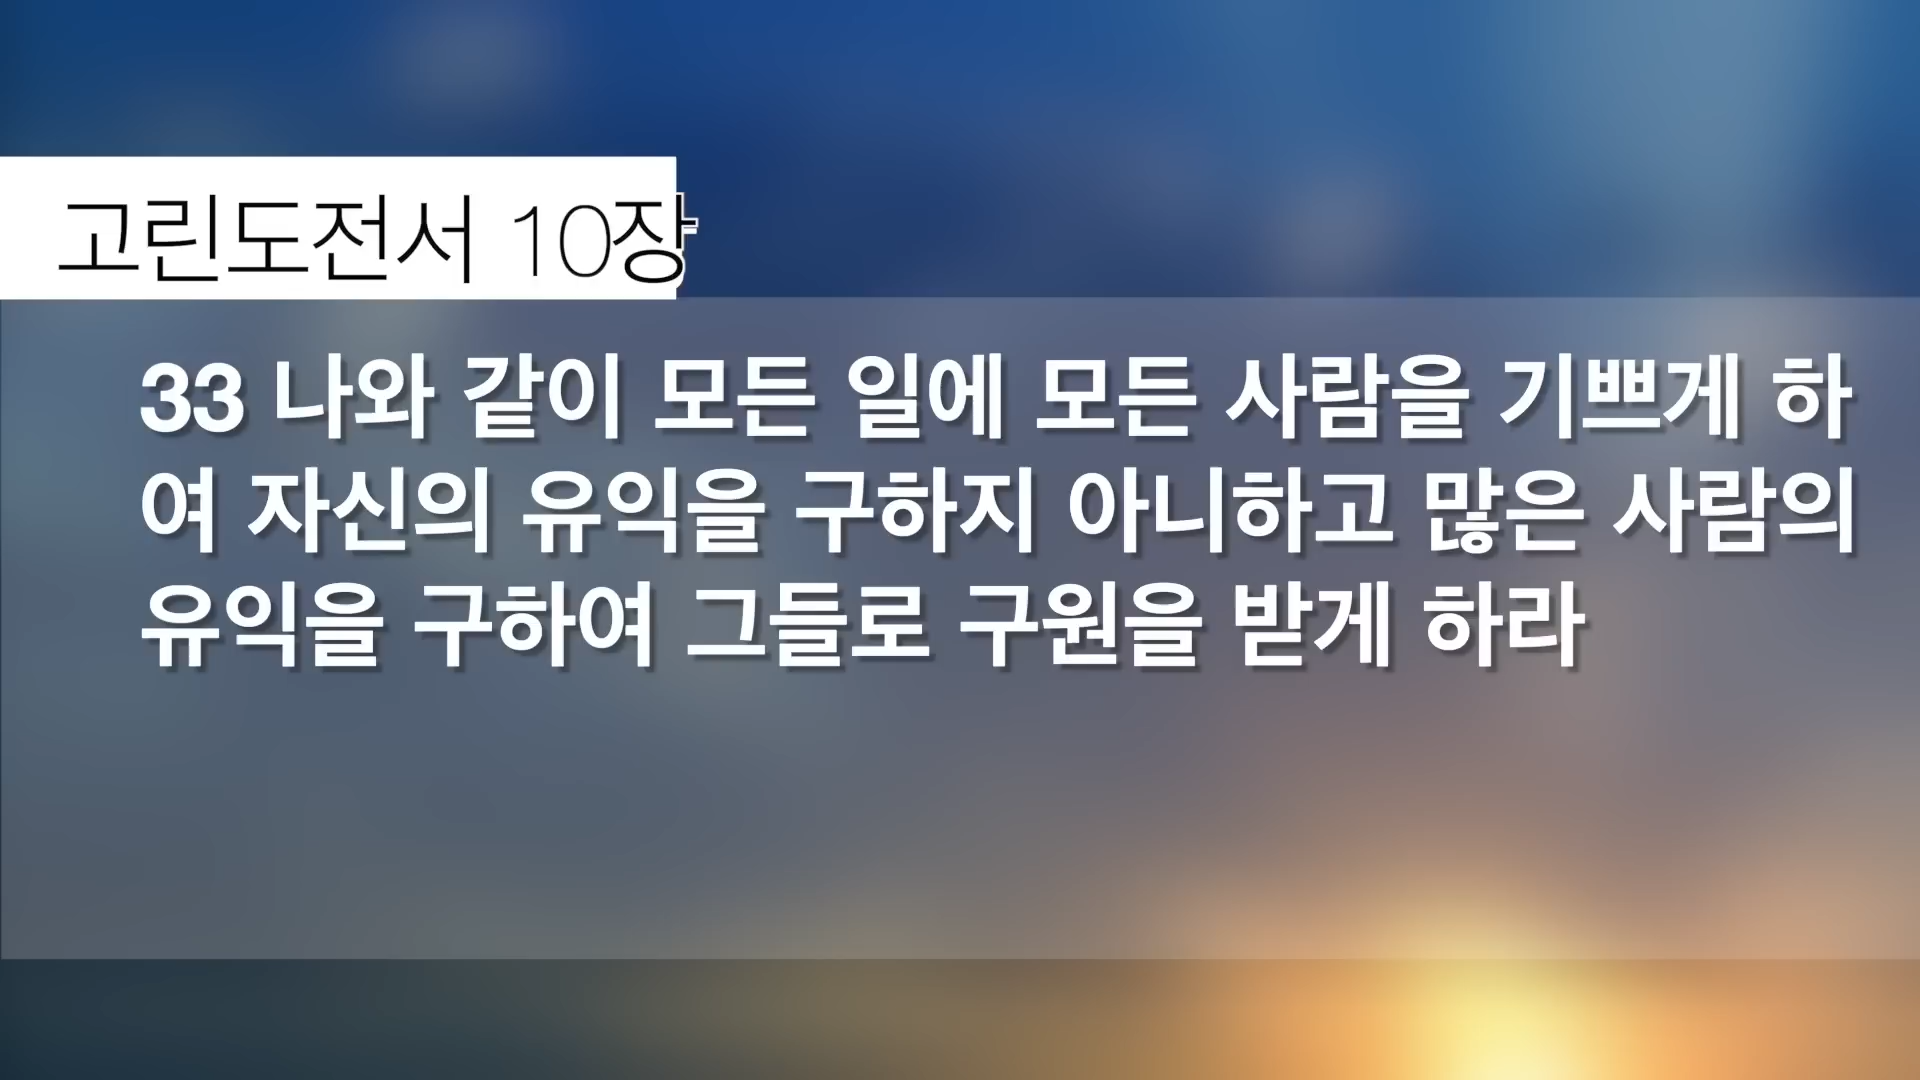 고린도전서 10장
33 나와 같이 모든 일에 모든 사람을 기쁘게 하
여 자신의 유익을 구하지 아니하고 많은 사람의
유익을 구하여 그들로 구원을 받게 하라